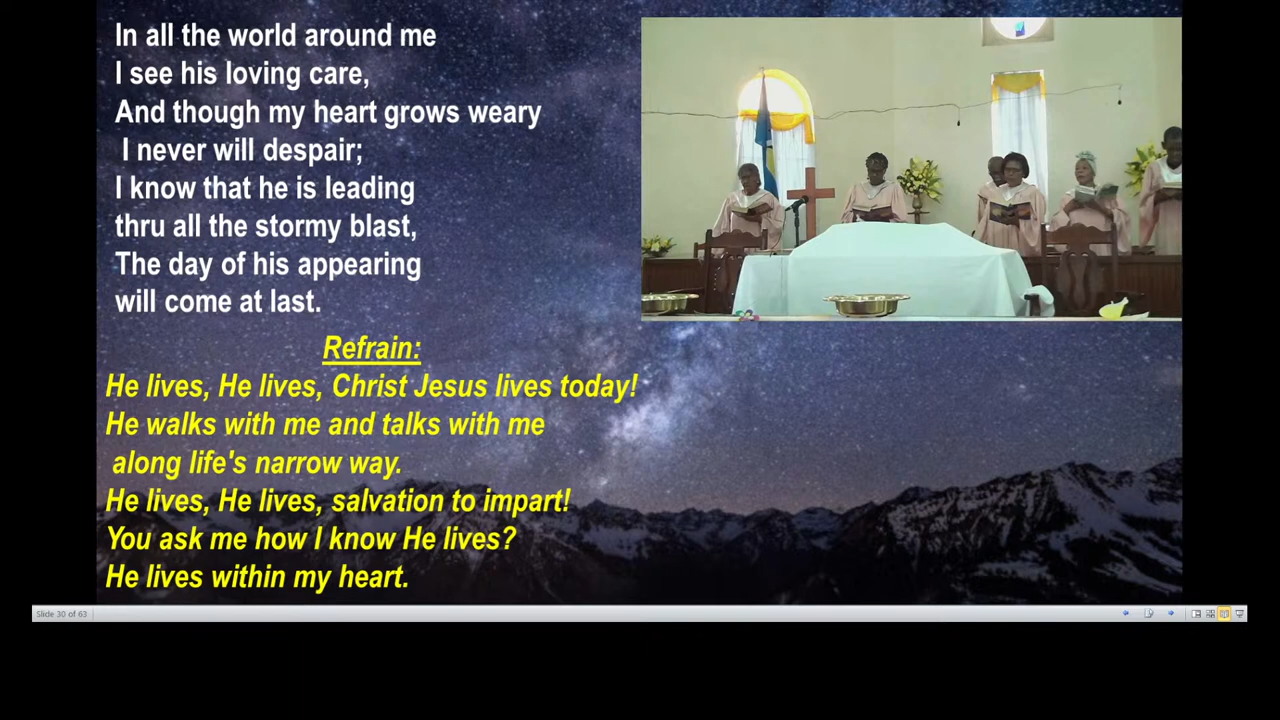 In all the world around me
I see his loving care,
And though my heart grows weary
I never will despair;
I know that he is leading
thru all the stormy blast,
The day of his appearing
will come at last.
Refrain:
He lives, He lives, Christ Jesus lives today!
He walks with me and talks with me
along life's narrow way.
He lives, He lives, salvation to impart!
You ask me how I know He lives?
He lives within my heart.
Slide 30 of 63